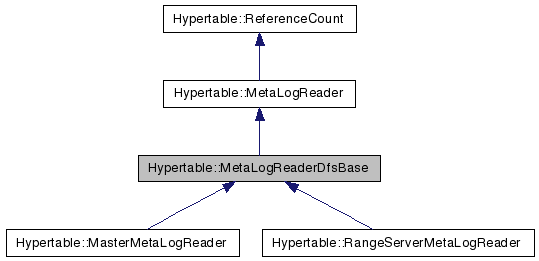 Hypertable::ReferenceCount
Hypertable::MetaLogReader
Hypertable::MetaLogReaderDfsBase
Hypertable::MasterMetaLogReader
Hypertable::RangeServerMetaLogReader